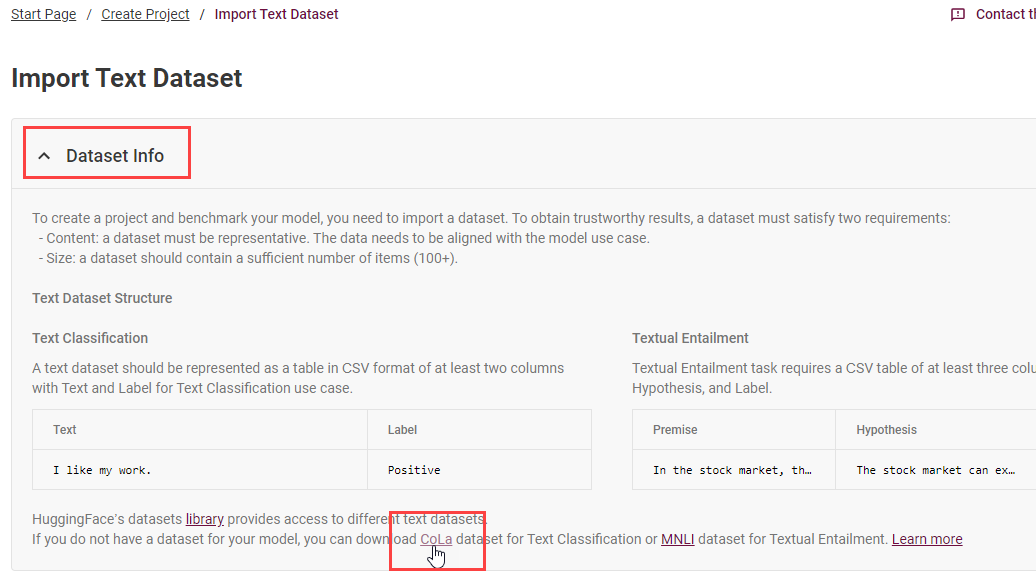 Start Page / Create Project / Import Text Dataset
Contact th
Import Text Dataset
Dataset Info
To create a project and benchmark your model, you need to import a dataset. To obtain trustworthy results, a dataset must satisfy two requirements:
- Content: a dataset must be representative. The data needs to be aligned with the model use case.
- Size: a dataset should contain a sufficient number of items (100+).
Text Dataset Structure
Text Classification
A text dataset should be represented as a table in CSV format of at least two columns
with Text and Label for Text Classification use case.
Text Label
I like my work. Positive
Textual Entailment
Textual Entailment task requires a CSV table of at least three colu
Hypothesis, and Label.
Premise Hypothesis
In the stock market, th… The stock market can ex…
HuggingFace's datasets library provides access to different text datasets.
If you do not have a dataset for your model, you can download CoLa dataset for Text Classification or MNLI dataset for Textual Entailment. Learn more